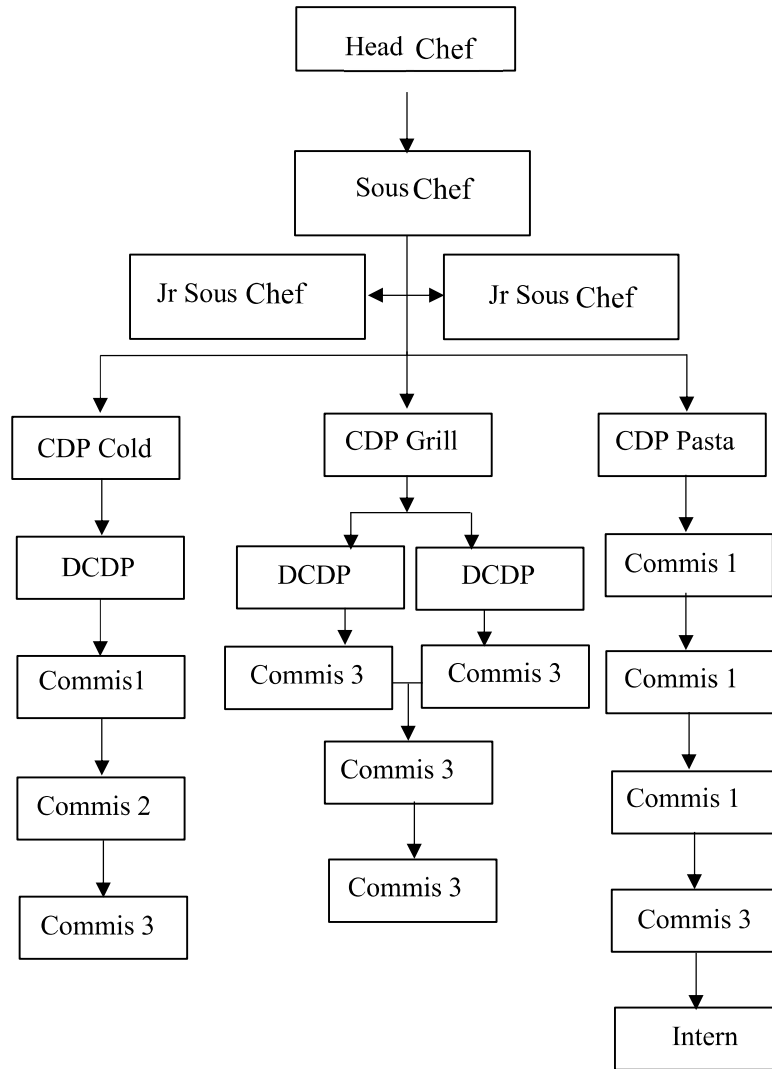 Head Chef
Sous Chef
Jr Sous Chef
Jr Sous Chef
CDP Cold
CDP Grill
CDP Pasta
DCDP
DCDP
DCDP
Commis 1
Commis1
Commis 3
Commis 3
Commis 1
Commis 2
Commis 3
Commis 1
Commis 3
Commis 3
Commis 3
Intern